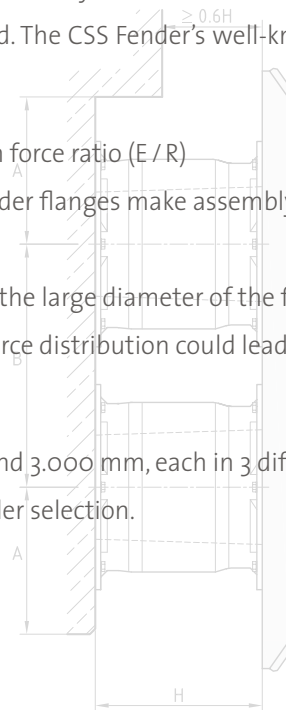 ≥ 0.6H
d. The CSS Fender's well-kn
A
force ratio (E / R)
der flanges make assembly
the large diameter of the f
rce distribution could lead
B
nd 3.000 mm, each in 3 dif
er selection.
A
H